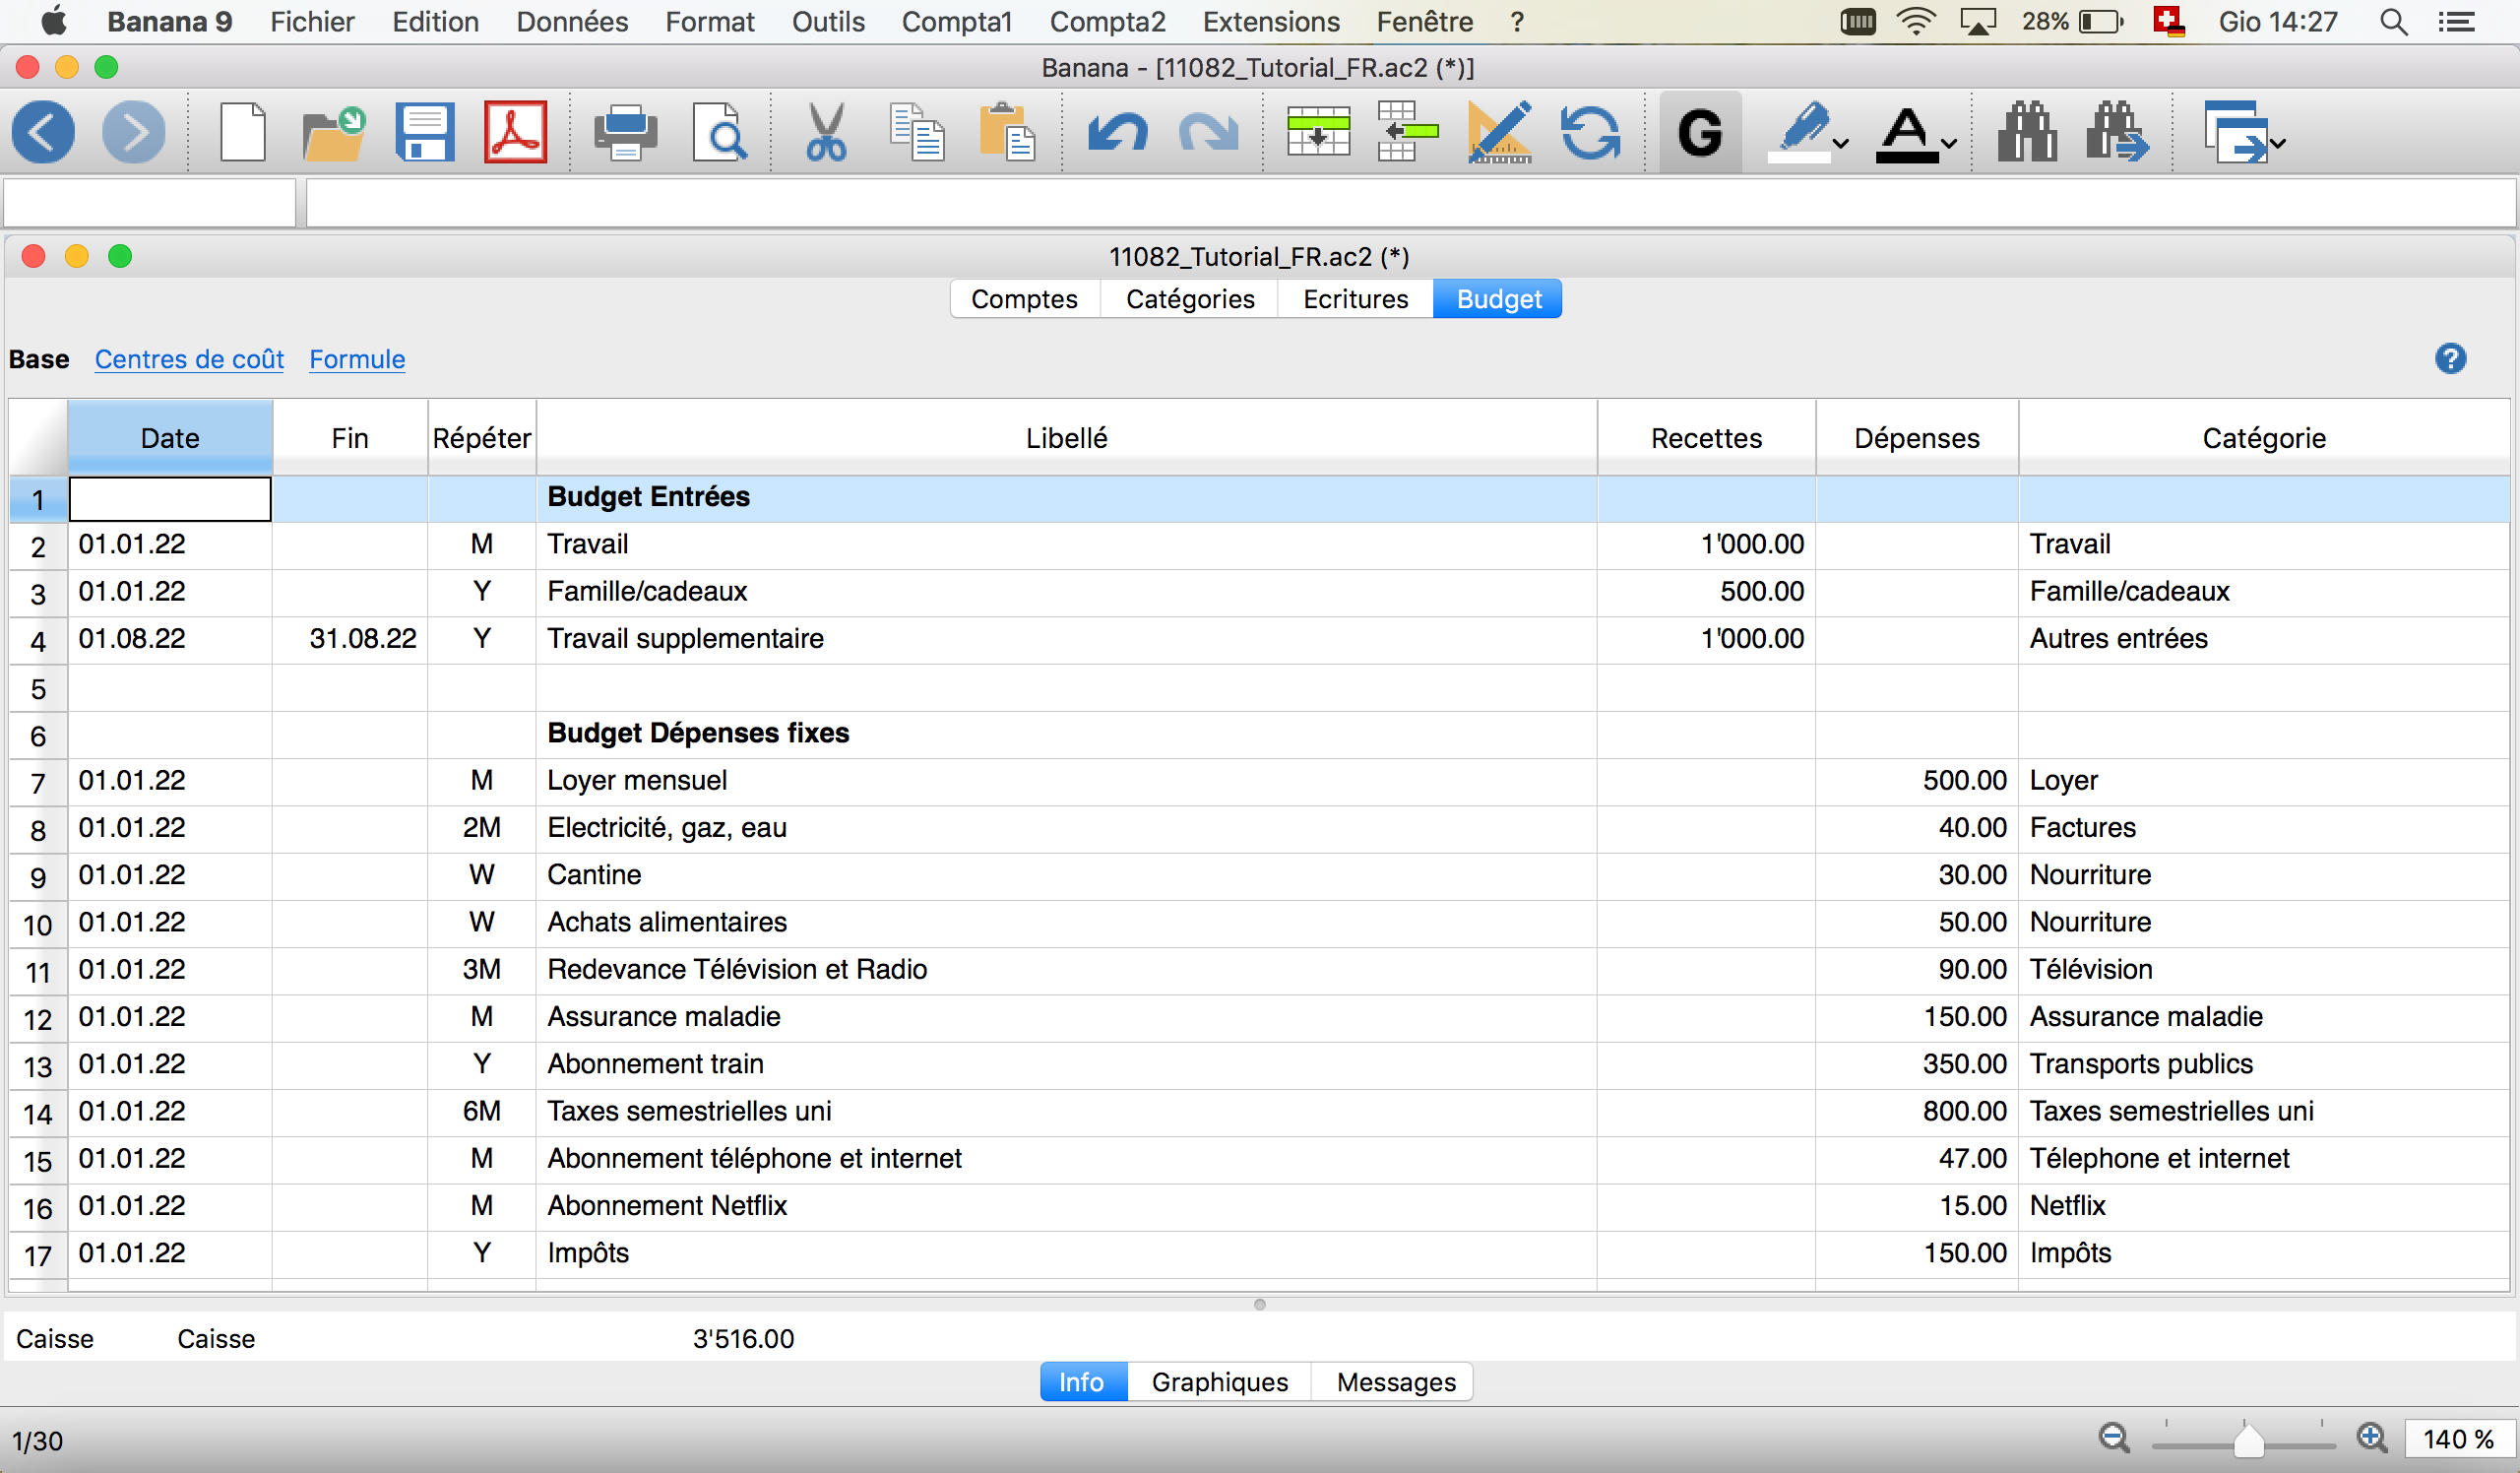 Banana 9 Fichier Edition Données Format Outils Compta1 Compta2 Extensions Fenêtre ? 28% Gio 14:27
Banana - [11082_Tutorial_FR.ac2 (*)]
G A
11082_Tutorial_FR.ac2 (*)
Comptes Catégories Ecritures Budget
Base Centres de coût Formule ?
Date Fin Répéter Libellé Recettes Dépenses Catégorie
1 Budget Entrées
2 01.01.22 M Travail 1'000.00 Travail
3 01.01.22 Y Famille/cadeaux 500.00 Famille/cadeaux
4 01.08.22 31.08.22 Y Travail supplementaire 1'000.00 Autres entrées
5
6 Budget Dépenses fixes
7 01.01.22 M Loyer mensuel 500.00 Loyer
8 01.01.22 2M Electricité, gaz, eau 40.00 Factures
9 01.01.22 W Cantine 30.00 Nourriture
10 01.01.22 W Achats alimentaires 50.00 Nourriture
11 01.01.22 3M Redevance Télévision et Radio 90.00 Télévision
12 01.01.22 M Assurance maladie 150.00 Assurance maladie
13 01.01.22 Y Abonnement train 350.00 Transports publics
14 01.01.22 6M Taxes semestrielles uni 800.00 Taxes semestrielles uni
15 01.01.22 M Abonnement téléphone et internet 47.00 Télephone et internet
16 01.01.22 M Abonnement Netflix 15.00 Netflix
17 01.01.22 Y Impôts 150.00 Impôts
Caisse Caisse 3'516.00
Info Graphiques Messages
1/30 140 %